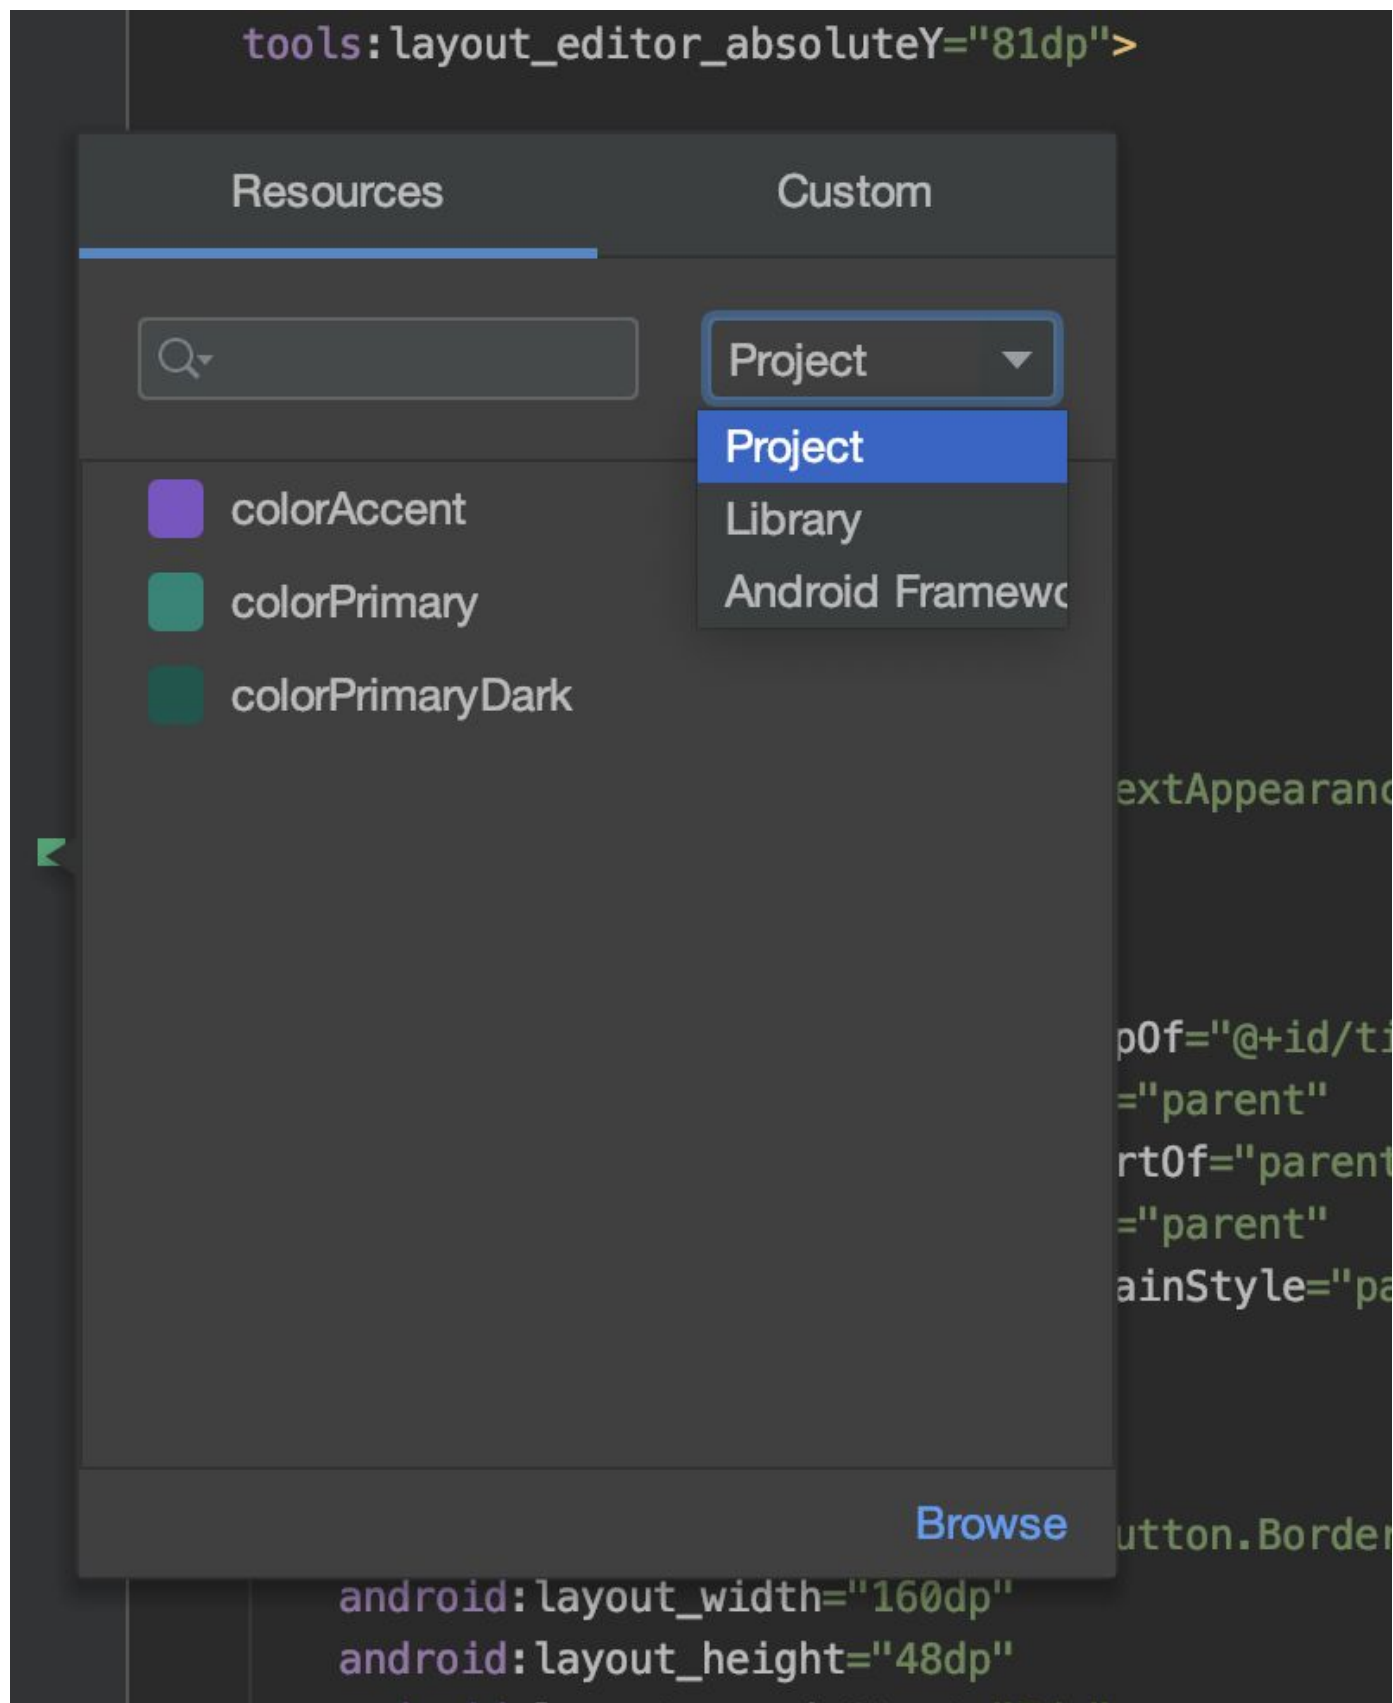 tools:layout_editor_absoluteY="81dp">
Resources Custom
Project
Project
colorAccent
Library
colorPrimary
Android Framewo
colorPrimaryDark
extAppearanc
pOf="@+id/ti
="parent"
rtOf="parent
="parent"
ainStyle="pa
Browse
utton.Border
android:layout_width="160dp"
android:layout_height="48dp"